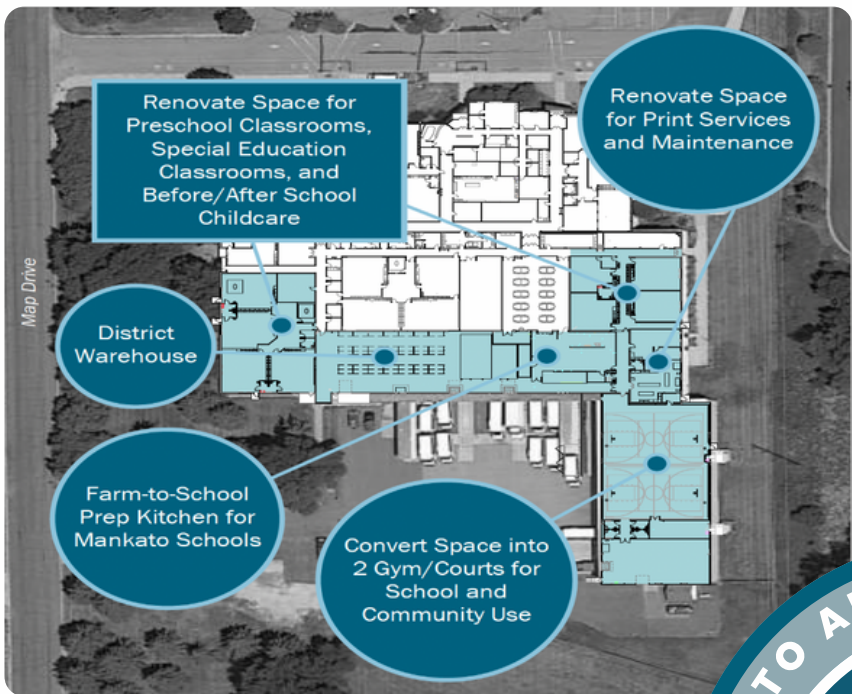 Renovate Space for
Preschool Classrooms,
Special Education
Classrooms, and
Before/After School
Childcare
Renovate Space
for Print Services
and Maintenance
Map Drive
District
Warehouse
Farm-to-School
Prep Kitchen for
Mankato Schools
Convert Space into
2 Gym/Courts for
School and
Community Use
TO